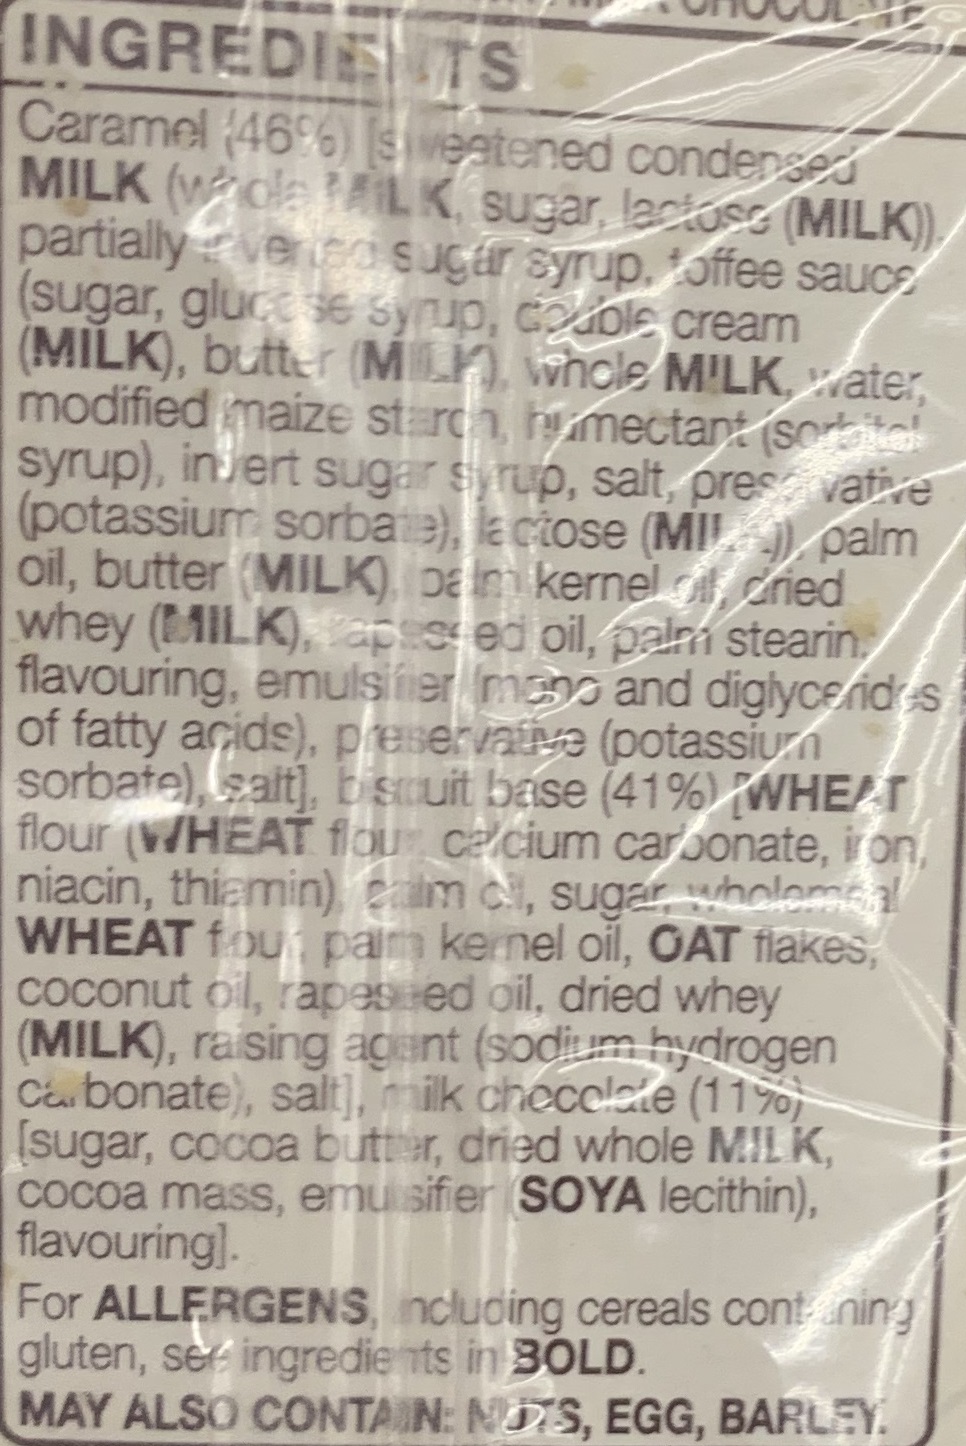 MILK CHOCOLATE
INGREDIENTS
Caramel (46%) [sweetened condensed
MILK (whole MILK, sugar, lactose (MILK)),
partially inverted sugar syrup, toffee sauce
(sugar, glucose syrup, double cream
(MILK), butter (MILK), whole MILK, water,
modified maize starch, humectant (sorbitol
syrup), invert sugar syrup, salt, preservative
(potassium sorbate), lactose (MILK)), palm
oil, butter (MILK), palm kernel oil, dried
whey (MILK), rapeseed oil, palm stearin,
flavouring, emulsifier (mono and diglycerides
of fatty acids), preservative (potassium
sorbate), salt], biscuit base (41%) [WHEAT
flour (WHEAT flour, calcium carbonate, iron,
niacin, thiamin), palm oil, sugar, wholemeal
WHEAT flour, palm kernel oil, OAT flakes,
coconut oil, rapeseed oil, dried whey
(MILK), raising agent (sodium hydrogen
carbonate), salt], milk chocolate (11%)
[sugar, cocoa butter, dried whole MILK,
cocoa mass, emulsifier (SOYA lecithin),
flavouring].
For ALLERGENS, including cereals containing
gluten, see ingredients in BOLD.
MAY ALSO CONTAIN: NUTS, EGG, BARLEY.